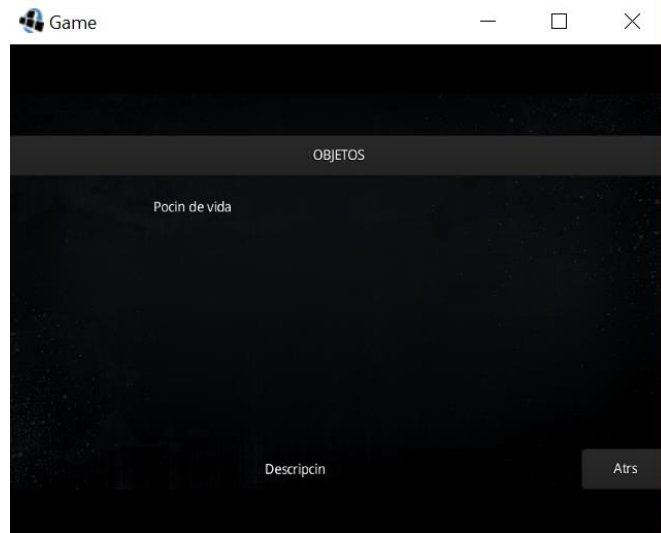 Game
OBJETOS
Pocin de vida
Descripcin
Atrs